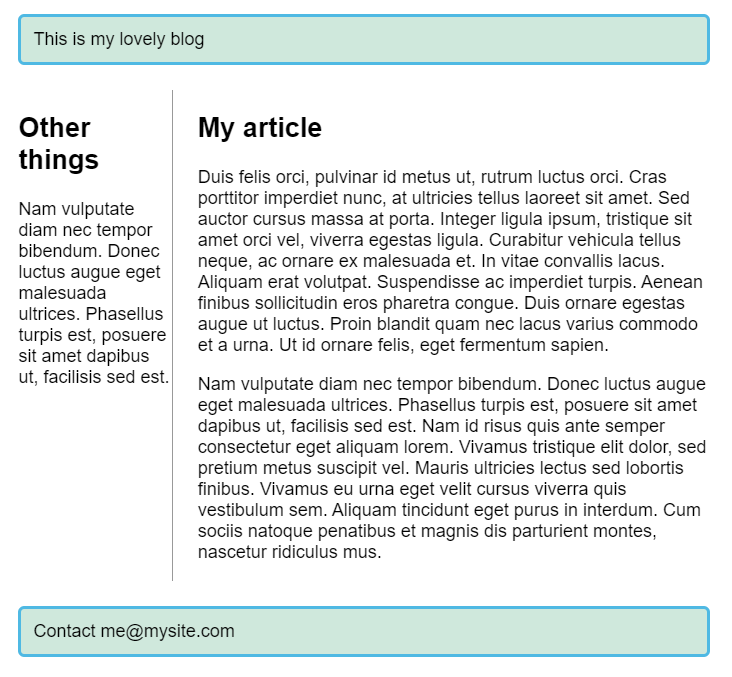 This is my lovely blog
Other
things
Nam vulputate
diam nec tempor
bibendum. Donec
luctus augue eget
malesuada
ultrices. Phasellus
turpis est, posuere
sit amet dapibus
ut, facilisis sed est.
My article
Duis felis orci, pulvinar id metus ut, rutrum luctus orci. Cras
porttitor imperdiet nunc, at ultricies tellus laoreet sit amet. Sed
auctor cursus massa at porta. Integer ligula ipsum, tristique sit
amet orci vel, viverra egestas ligula. Curabitur vehicula tellus
neque, ac ornare ex malesuada et. In vitae convallis lacus.
Aliquam erat volutpat. Suspendisse ac imperdiet turpis. Aenean
finibus sollicitudin eros pharetra congue. Duis ornare egestas
augue ut luctus. Proin blandit quam nec lacus varius commodo
et a urna. Ut id ornare felis, eget fermentum sapien.
Nam vulputate diam nec tempor bibendum. Donec luctus augue
eget malesuada ultrices. Phasellus turpis est, posuere sit amet
dapibus ut, facilisis sed est. Nam id risus quis ante semper
consectetur eget aliquam lorem. Vivamus tristique elit dolor, sed
pretium metus suscipit vel. Mauris ultricies lectus sed lobortis
finibus. Vivamus eu urna eget velit cursus viverra quis
vestibulum sem. Aliquam tincidunt eget purus in interdum. Cum
sociis natoque penatibus et magnis dis parturient montes,
nascetur ridiculus mus.
Contact me@mysite.com